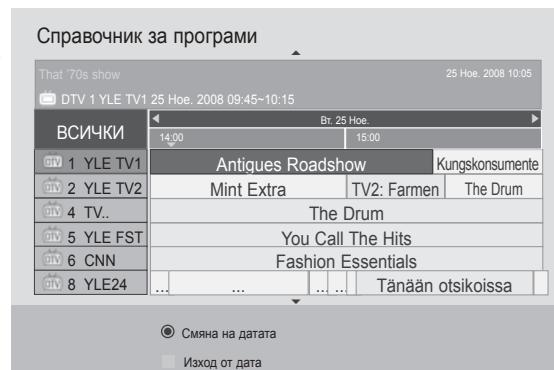 Справочник за програми
That '70s show
25 Ное. 2008 10:05
DTV 1 YLE TV1 25 Ное. 2008 09:45~10:15
ВСИЧКИ
Вт. 25 Ное.
14:00 15:00
DTV 1 YLE TV1 Antigues Roadshow Kungskonsumente
DTV 2 YLE TV2 Mint Extra TV2: Farmen The Drum
DTV 4 TV.. The Drum
DTV 5 YLE FST You Call The Hits
DTV 6 CNN Fashion Essentials
DTV 8 YLE24 ... ... ... ... Tänään otsikoissa
Смяна на датата
Изход от дата